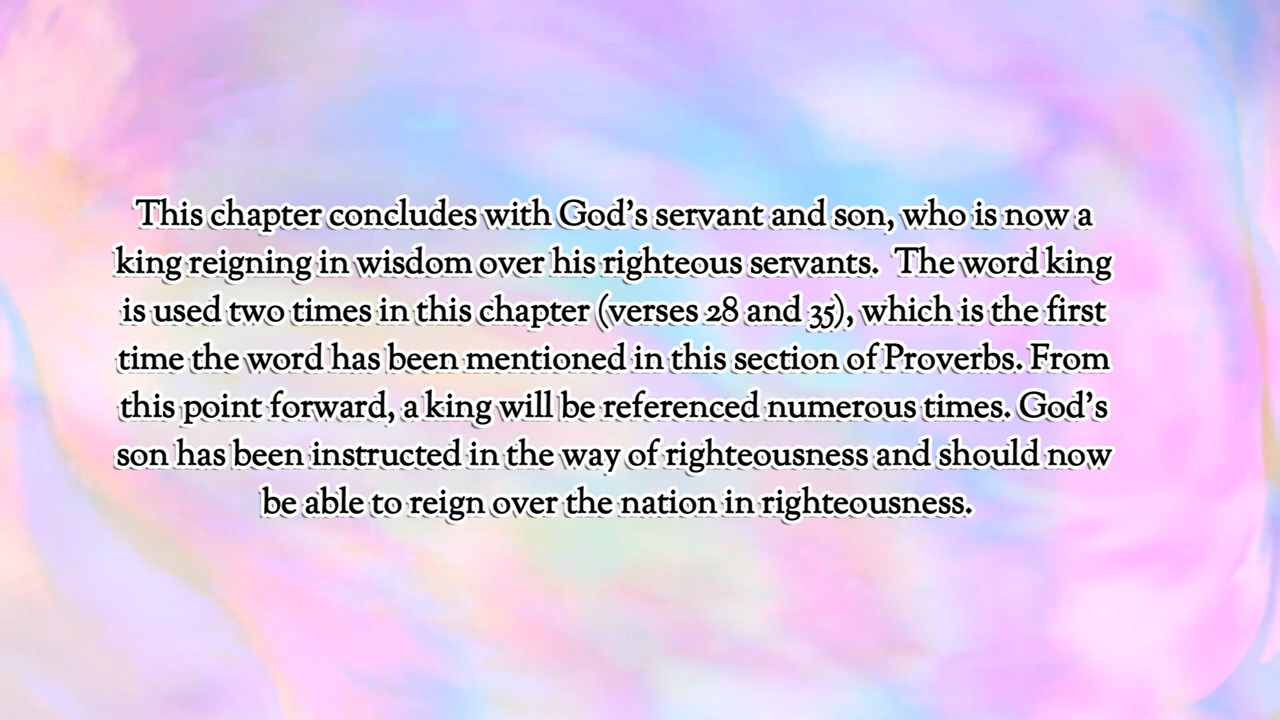 This chapter concludes with God's servant and son, who is now a
king reigning in wisdom over his righteous servants.  The word king
is used two times in this chapter (verses 28 and 35), which is the first
time the word has been mentioned in this section of Proverbs. From
this point forward, a king will be referenced numerous times. God's
son has been instructed in the way of righteousness and should now
be able to reign over the nation in righteousness.